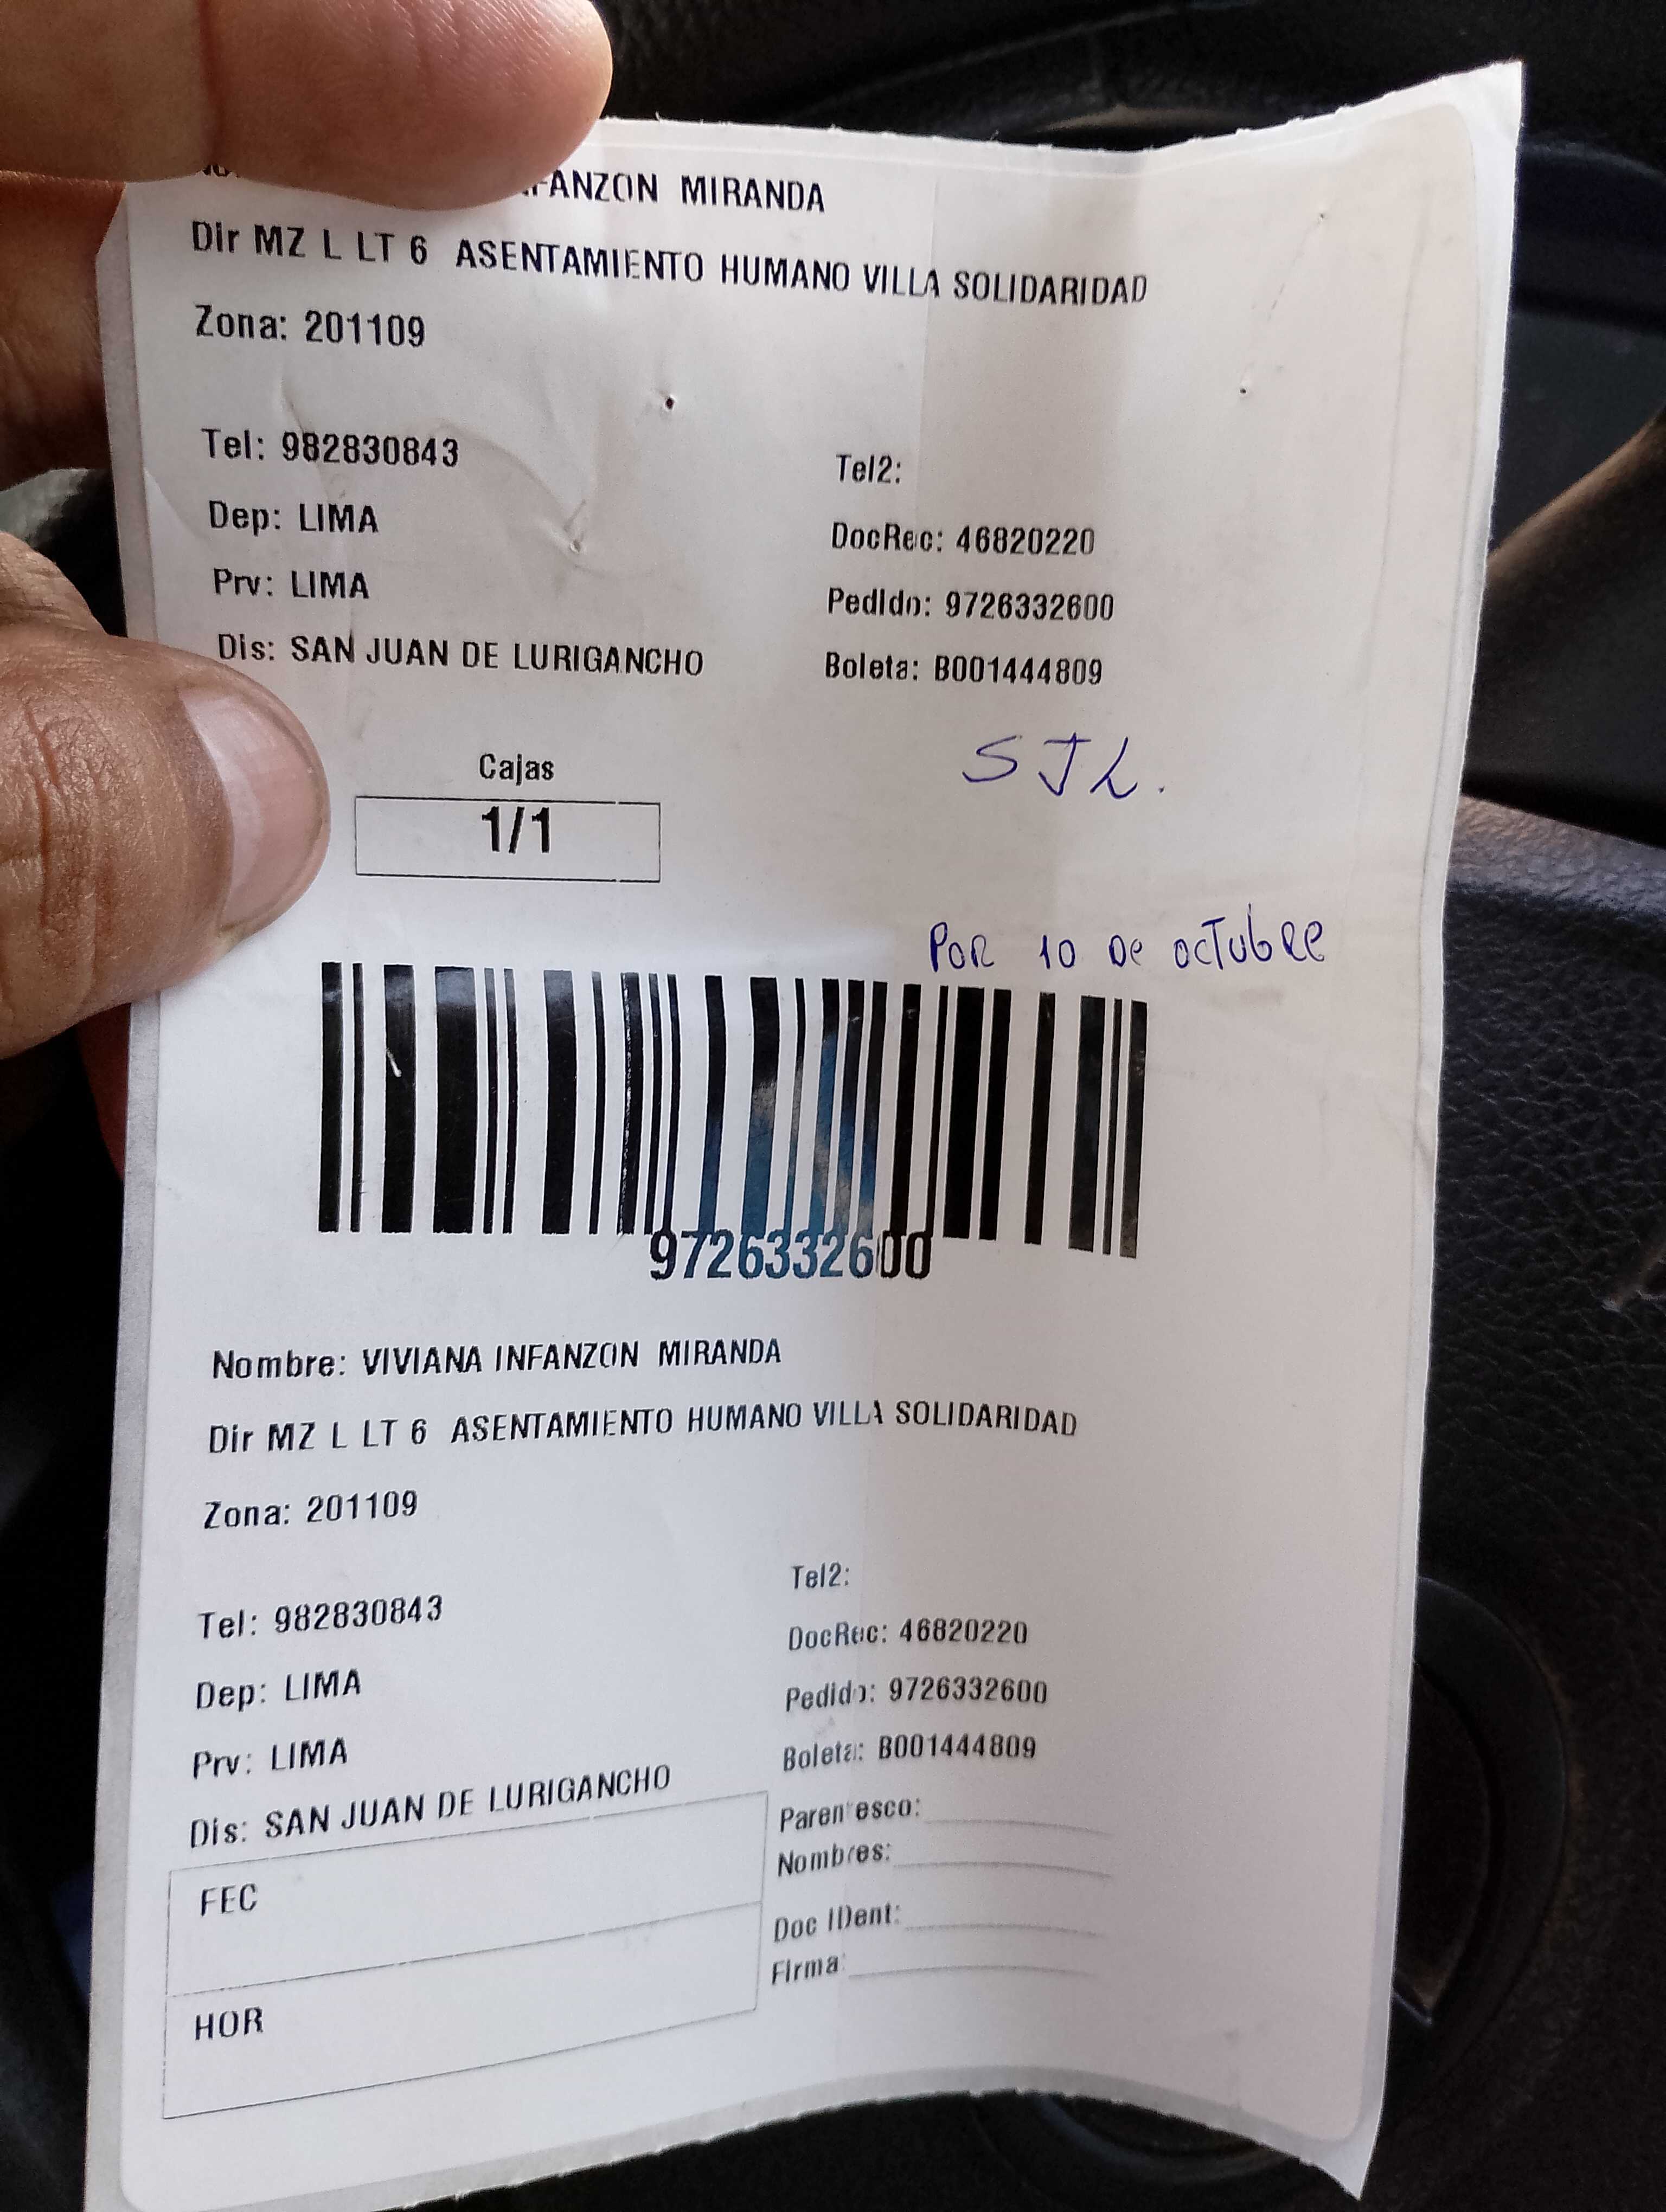 INFANZON MIRANDA
Dir MZ L LT 6 ASENTAMIENTO HUMANO VILLA SOLIDARIDAD
Zona: 201109
Tel: 982830843
Tel2:
Dep: LIMA
DocRec: 46820220
Prv: LIMA
Pedido: 9726332600
Dis: SAN JUAN DE LURIGANCHO
Boleta: B001444809
SJL.
Cajas
1/1
POR 10 De octubre
9726332600
Nombre: VIVIANA INFANZON MIRANDA
Dir MZ L LT 6 ASENTAMIENTO HUMANO VILLA SOLIDARIDAD
Zona: 201109
Tel2:
Tel: 982830843
DocRec: 46820220
Dep: LIMA
Pedido: 9726332600
Prv: LIMA
Boleta: B001444809
Dis: SAN JUAN DE LURIGANCHO
Parentesco:
Nombres:
FEC
Doc IDent:
Firma:
HOR